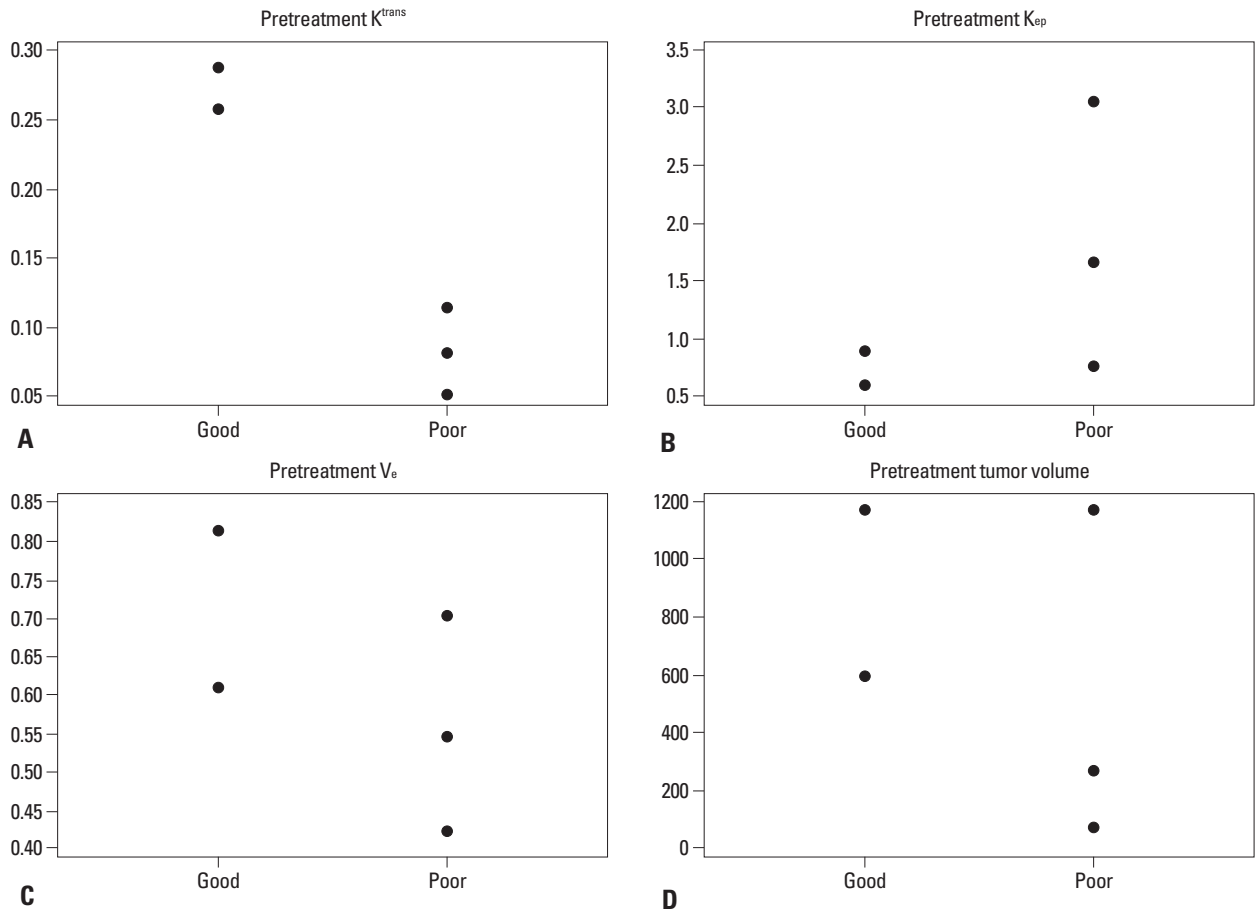 Pretreatment Ktrans
0.30
0.25
0.20
0.15
0.10
0.05
Good Poor
A
Pretreatment Kep
3.5
3.0
2.5
2.0
1.5
1.0
0.5
Good Poor
B
Pretreatment Ve
0.85
0.80
0.75
0.70
0.65
0.60
0.55
0.50
0.45
0.40
Good Poor
C
Pretreatment tumor volume
1200
1000
800
600
400
200
0
Good Poor
D